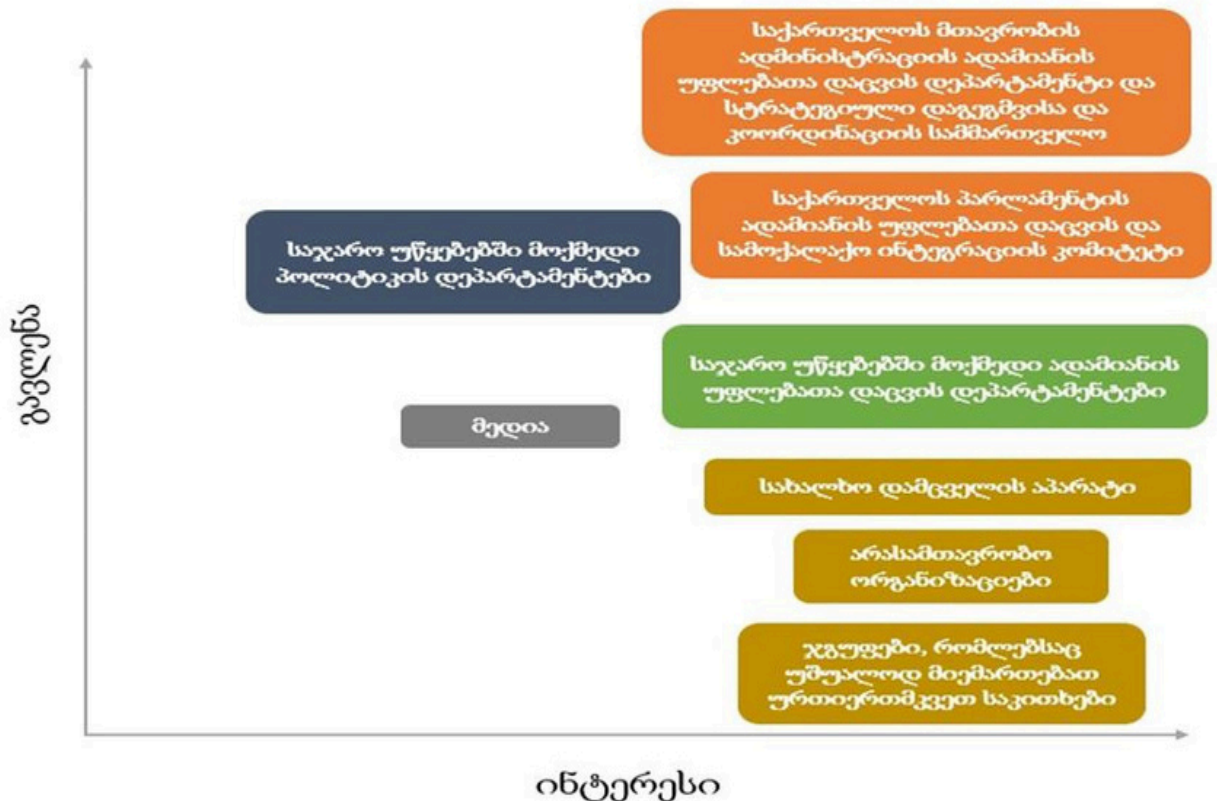 საქართველოს მთავრობის
ადმინისტრაციის ადამიანის
უფლებათა დაცვის დეპარტამენტი და
სტრატეგიული დაგეგმვისა და
კოორდინაციის სამმართველო
საქართველოს პარლამენტის
ადამიანის უფლებათა დაცვის და
სამოქალაქო ინტეგრაციის კომიტეტი
საჯარო უწყებებში მოქმედი
პოლიტიკის დეპარტამენტები
საჯარო უწყებებში მოქმედი ადამიანის
უფლებათა დაცვის დეპარტამენტები
გავლენა
მედია
სახალხო დამცველის აპარატი
არასამთავრობო
ორგანიზაციები
ჯგუფები, რომლებსაც
უშუალოდ მიემართებათ
ურთიერთმკვეთ საკითხები
ინტერესი